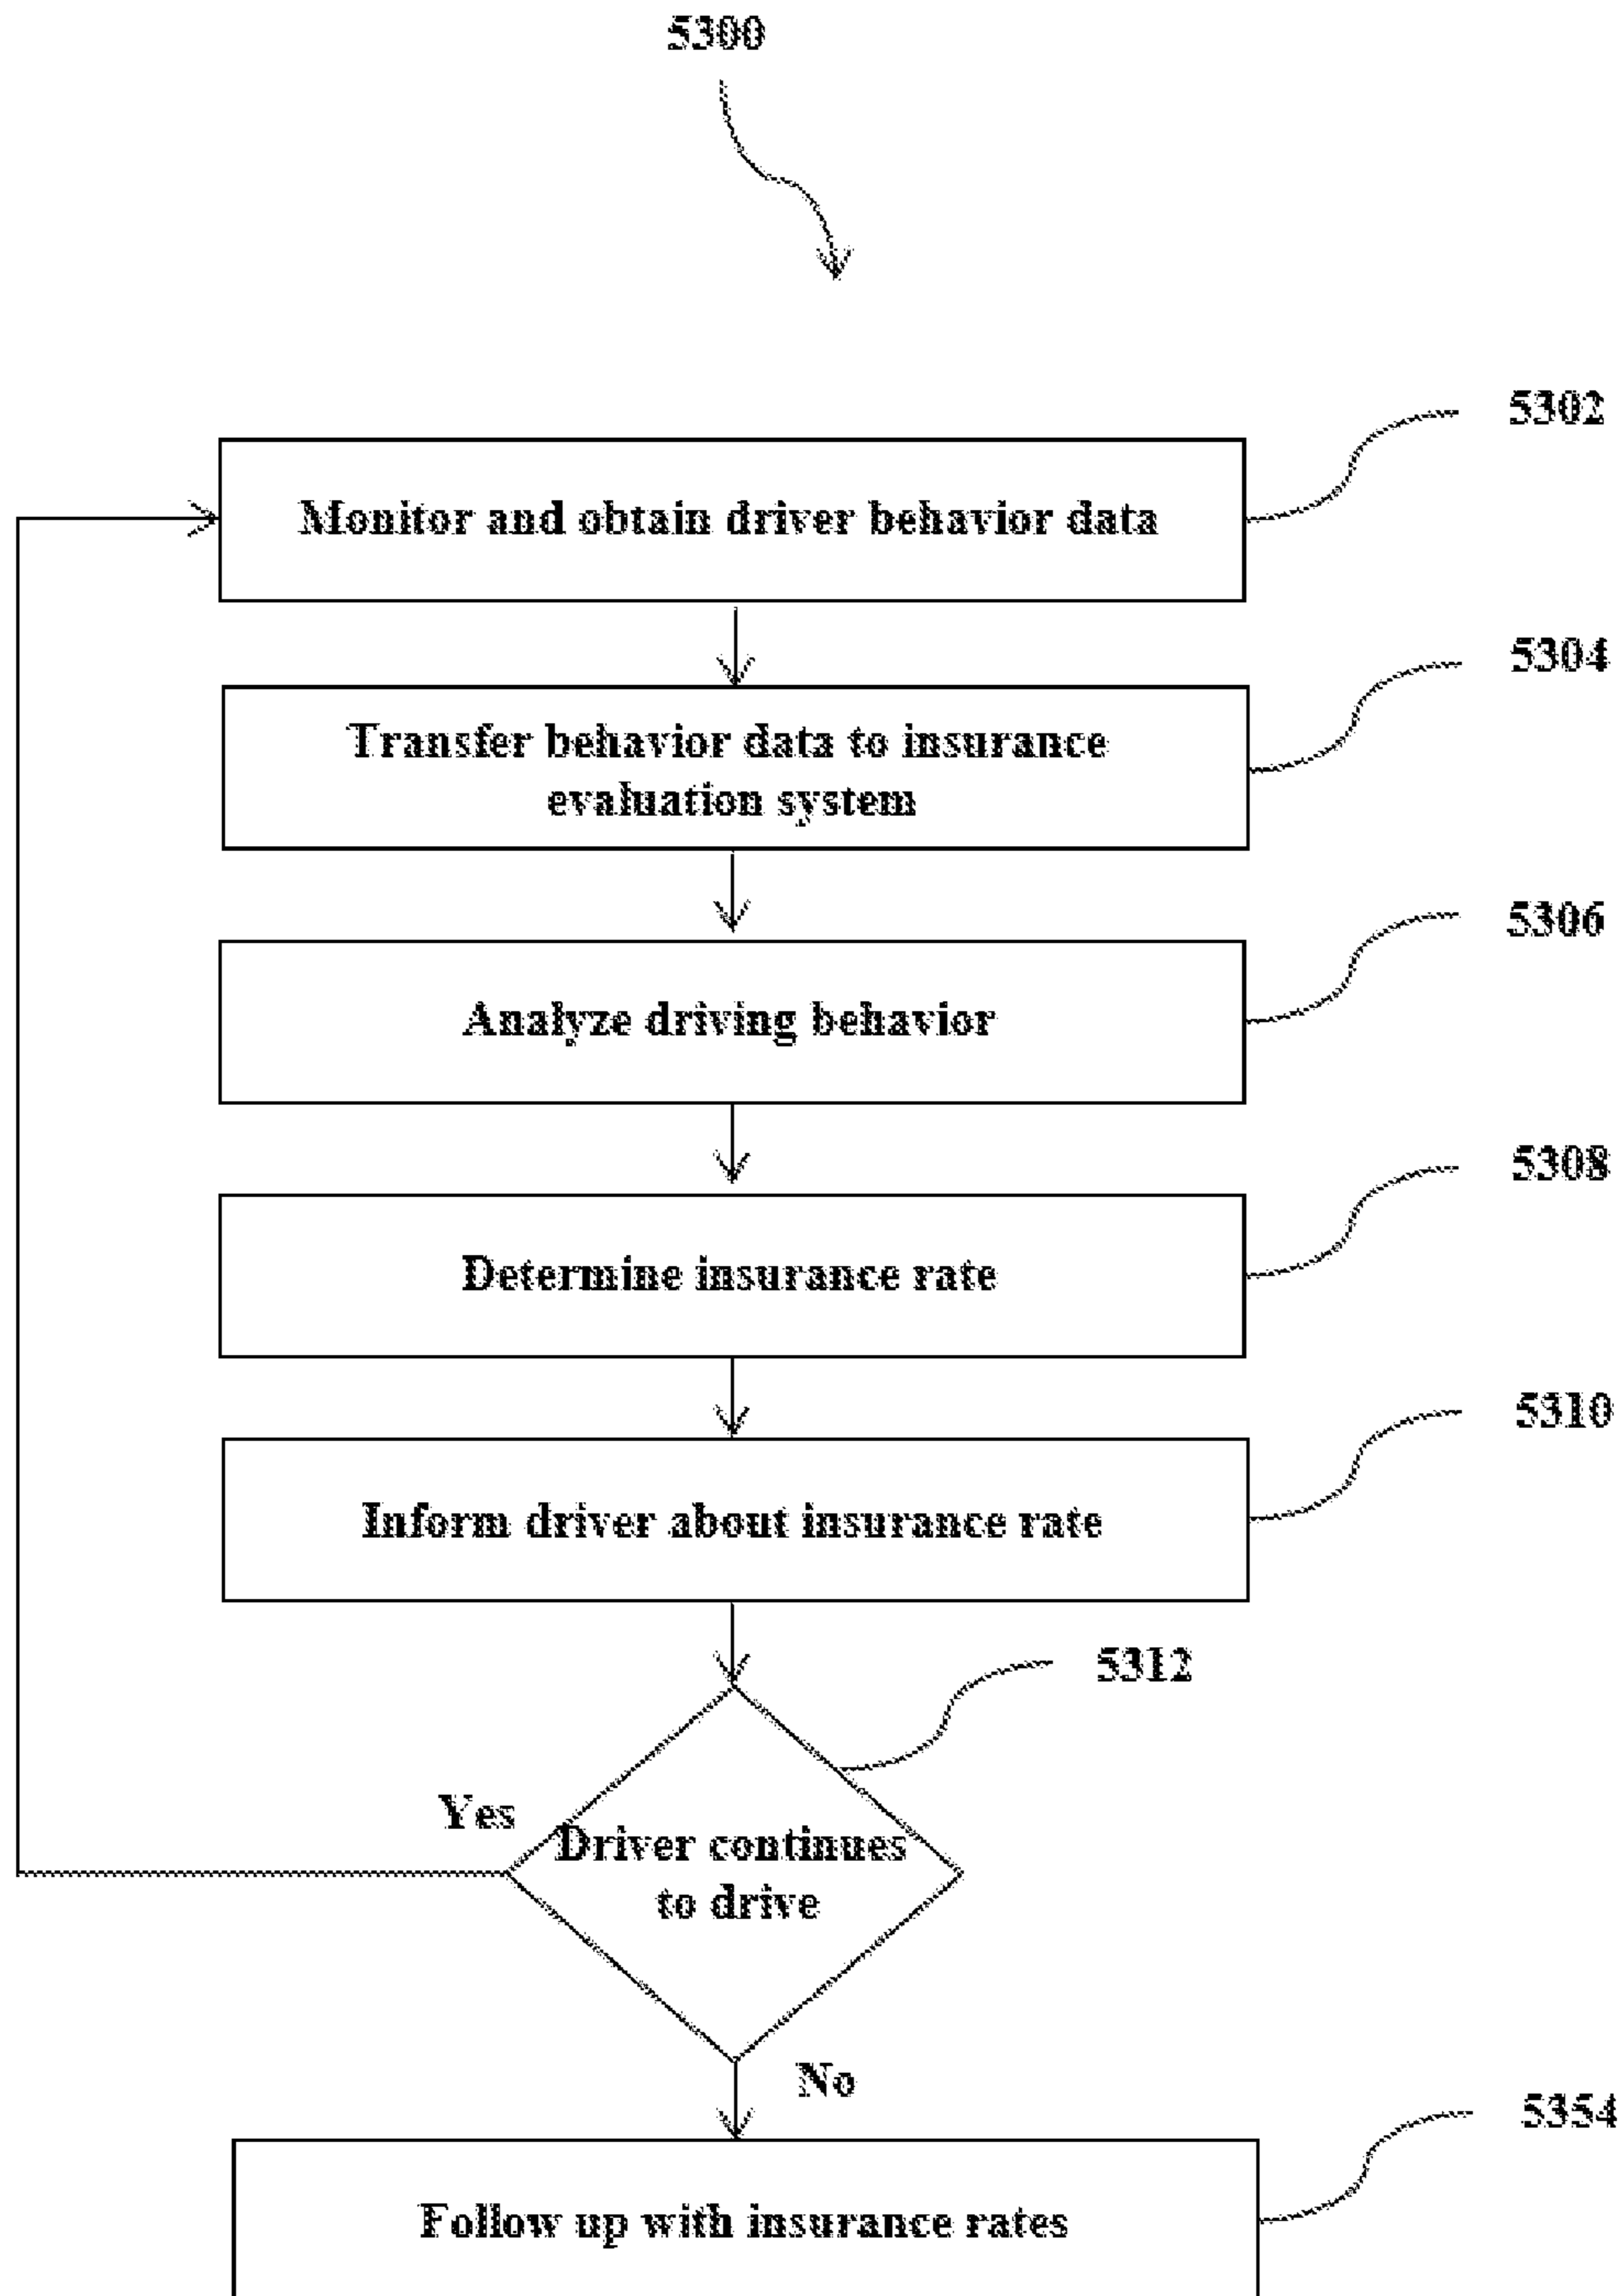 5300
5302
Monitor and obtain driver behavior data
5304
Transfer behavior data to insurance
evaluation system
5306
Analyze driving behavior
5308
Determine insurance rate
5310
Inform driver about insurance rate
5312
Yes
Driver continues
to drive
No
5354
Follow up with insurance rates